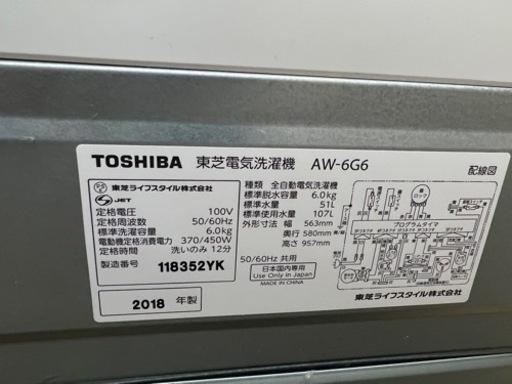 TOSHIBA 東芝電気洗濯機 AW-6G6 配線図
東芝ライフスタイル株式会社
JET
定格電圧 100V
定格周波数 50/60Hz
標準洗濯容量 6.0kg
電動機定格消費電力 370/450W
定格時間 洗いのみ 12分
製造番号 118352YK
2018 年製
種類 全自動電気洗濯機
標準脱水容量 6.0kg
標準水量 51L
標準使用水量 107L
外形寸法 幅 563mm
奥行 580mm
高さ 957mm
50/60Hz 共用
日本国内専用
Use Only in Japan
MADE IN CHINA
プログラムタイマ
東芝ライフスタイル株式会社